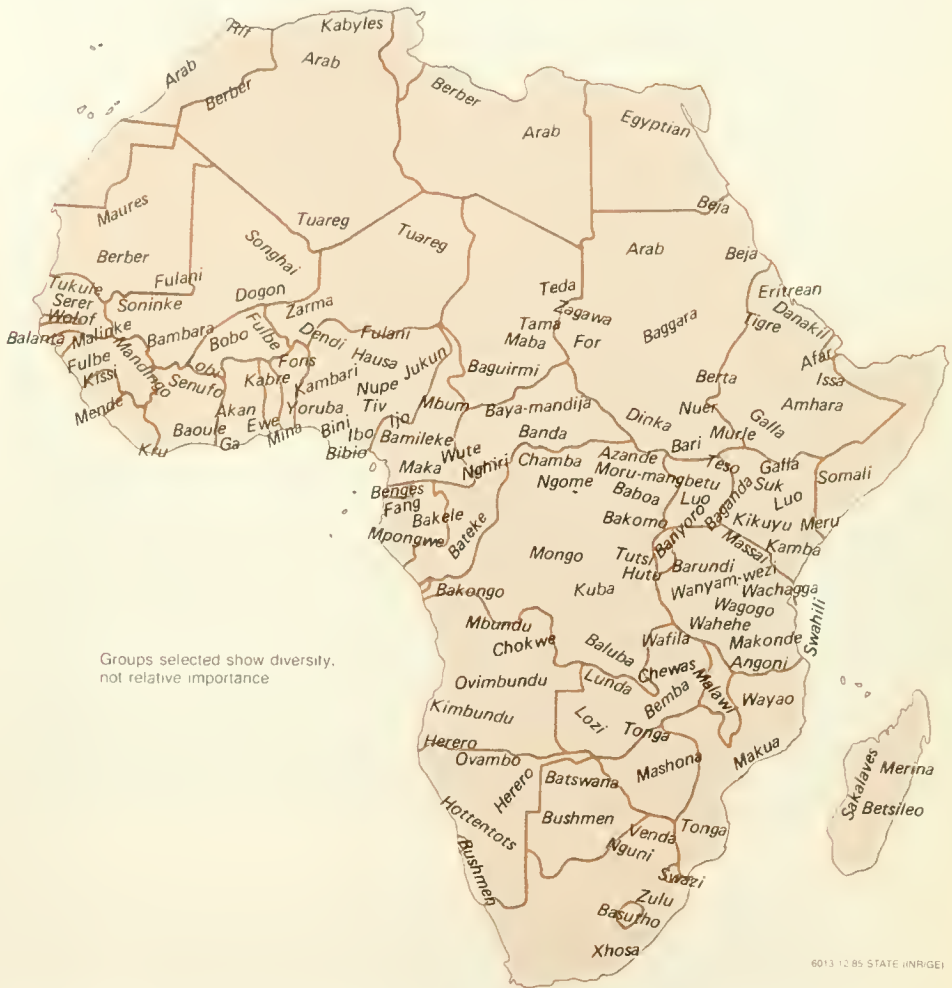 Rif
Kabyles
Arab
Arab
Berber
Berber
Arab
Egyptian
Beja
Maures
Tuareg
Tuareg
Arab
Beja
Berber
Songhai
Fulani
Teda
Eritrean
Tukule
Serer
Soninke
Dogon
Zarma
Zagawa
Danakil
Wolof
Tama
Baggara
Tigre
Balanta
Malinke
Bambara
Bobo
Fulbe
Dendi
Fulani
Maba
For
Afar
Fulbe
Mandingo
Lobi
Fons
Hausa
Jukun
Baguirmi
Issa
Kissi
Senufo
Kabre
Kambari
Nupe
Berta
Amhara
Mende
Akan
Ewe
Yoruba
Tiv
Ijo
Mbum
Baya-mandija
Dinka
Nuer
Galla
Kru
Baoule
Ga
Mina
Bini
Ibo
Bamileke
Banda
Bari
Murle
Bibio
Wute
Maka
Nghiri
Chamba
Azande
Teso
Galla
Somali
Benges
Ngome
Moru-mangbetu
Suk
Fang
Baboa
Luo
Baganda
Luo
Bakele
Bakomo
Banyoro
Kikuyu
Meru
Mpongwe
Bateke
Mongo
Tutsi
Massai
Kamba
Hutu
Barundi
Bakongo
Kuba
Wanyam-wezi
Wachagga
Wagogo
Swahili
Mbundu
Wahehe
Chokwe
Baluba
Wafila
Makonde
Groups selected show diversity,
not relative importance
Ovimbundu
Lunda
Chewas
Malawi
Angoni
Bemba
Wayao
Kimbundu
Lozi
Tonga
Herero
Makua
Ovambo
Herero
Batswana
Mashona
Sakalaves
Merina
Hottentots
Bushmen
Betsileo
Venda
Tonga
Nguni
Bushmen
Swazi
Zulu
Basutho
Xhosa
6013 12-85 STATE (INR/GE)